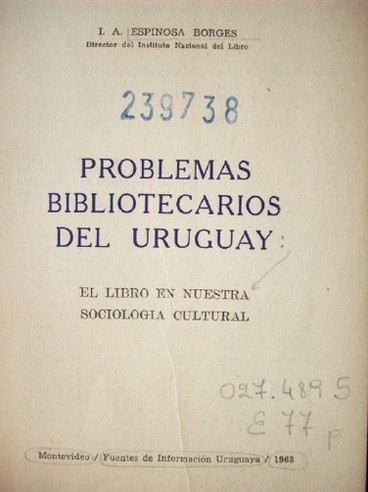 I. A. ESPINOSA BORGES
Director del Instituto Nacional del Libro
239738
PROBLEMAS
BIBLIOTECARIOS
DEL URUGUAY:
EL LIBRO EN NUESTRA
SOCIOLOGIA CULTURAL
027.489 5
E 77 p
Montevideo / Fuentes de Información Uruguaya / 1963